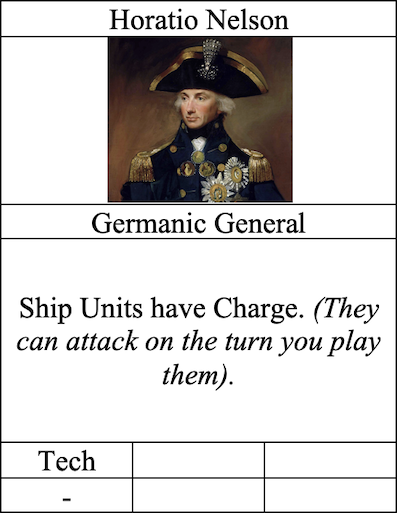 Horatio Nelson
Germanic General
Ship Units have Charge. (They
can attack on the turn you play
them).
Tech
-